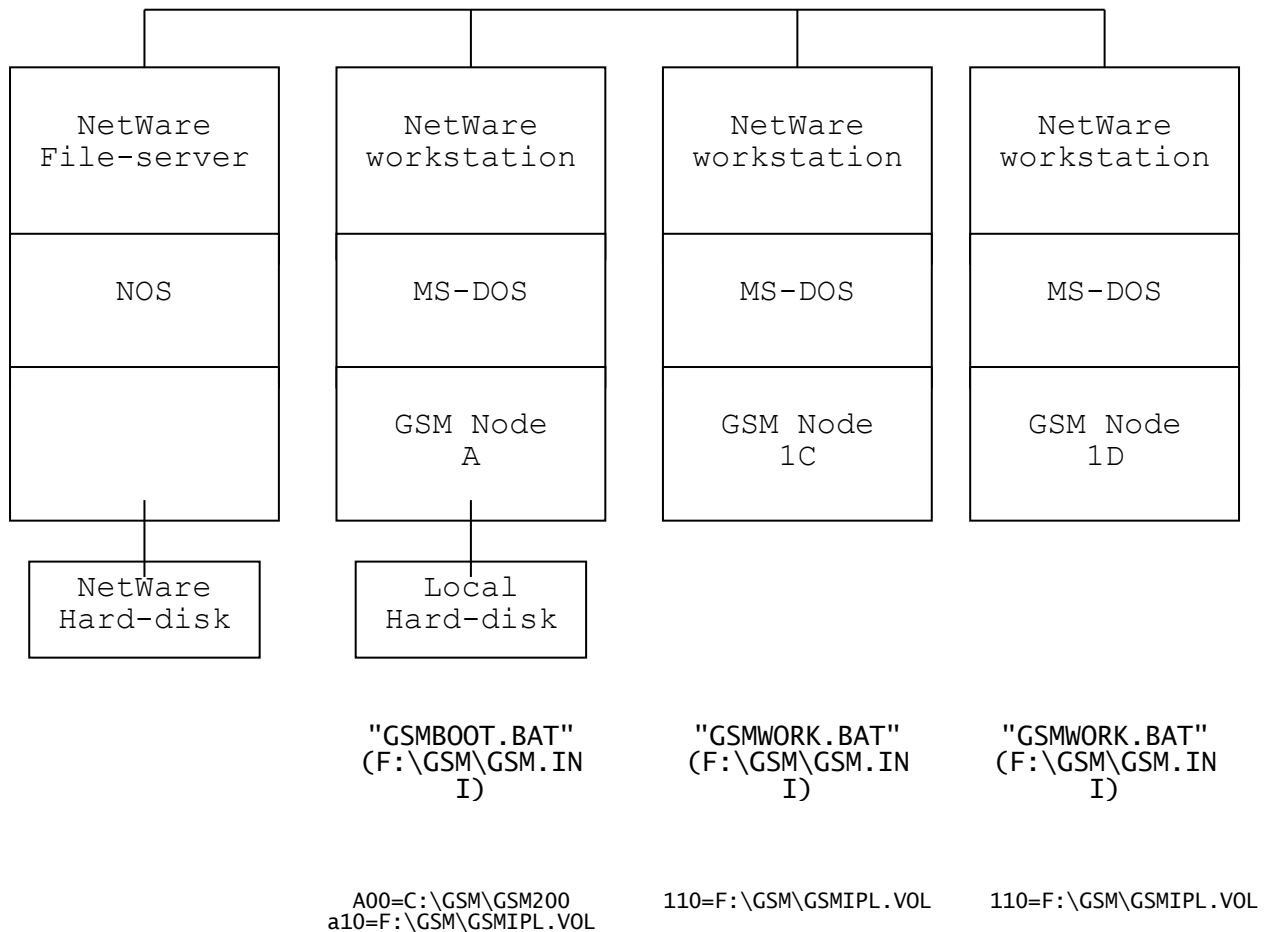 NetWare
File-server
NetWare
workstation
NetWare
workstation
NetWare
workstation
NOS
MS-DOS
MS-DOS
MS-DOS
GSM Node
A
GSM Node
1C
GSM Node
1D
NetWare
Hard-disk
Local
Hard-disk
"GSMBOOT.BAT"
(F:\GSM\GSM.IN
I)
"GSMWORK.BAT"
(F:\GSM\GSM.IN
I)
"GSMWORK.BAT"
(F:\GSM\GSM.IN
I)
A00=C:\GSM\GSM200
a10=F:\GSM\GSMIPL.VOL
110=F:\GSM\GSMIPL.VOL
110=F:\GSM\GSMIPL.VOL